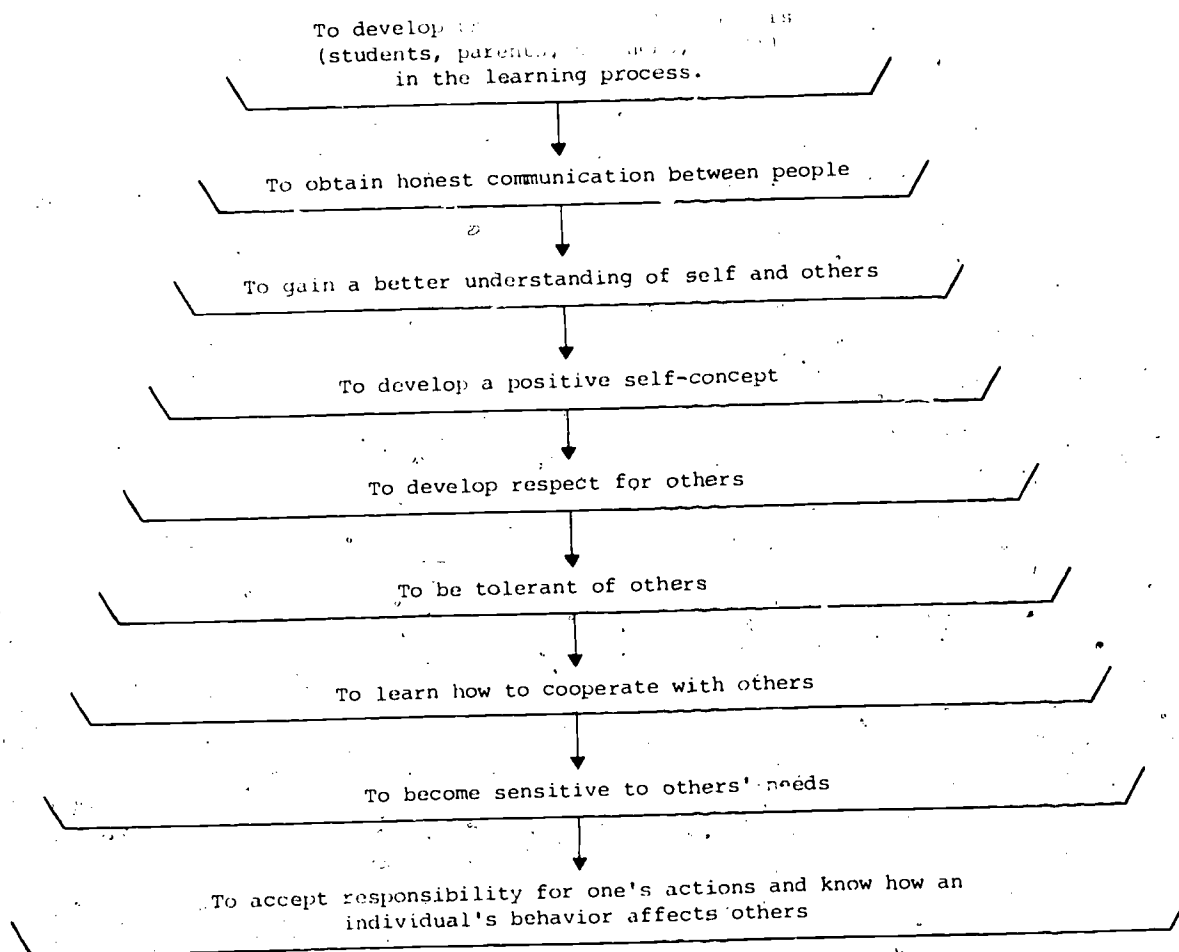 To develop
(students, parents,
in the learning process.
To obtain honest communication between people
To gain a better understanding of self and others
To develop a positive self-concept
To develop respect for others
To be tolerant of others
To learn how to cooperate with others
To become sensitive to others' needs
To accept responsibility for one's actions and know how an
individual's behavior affects others